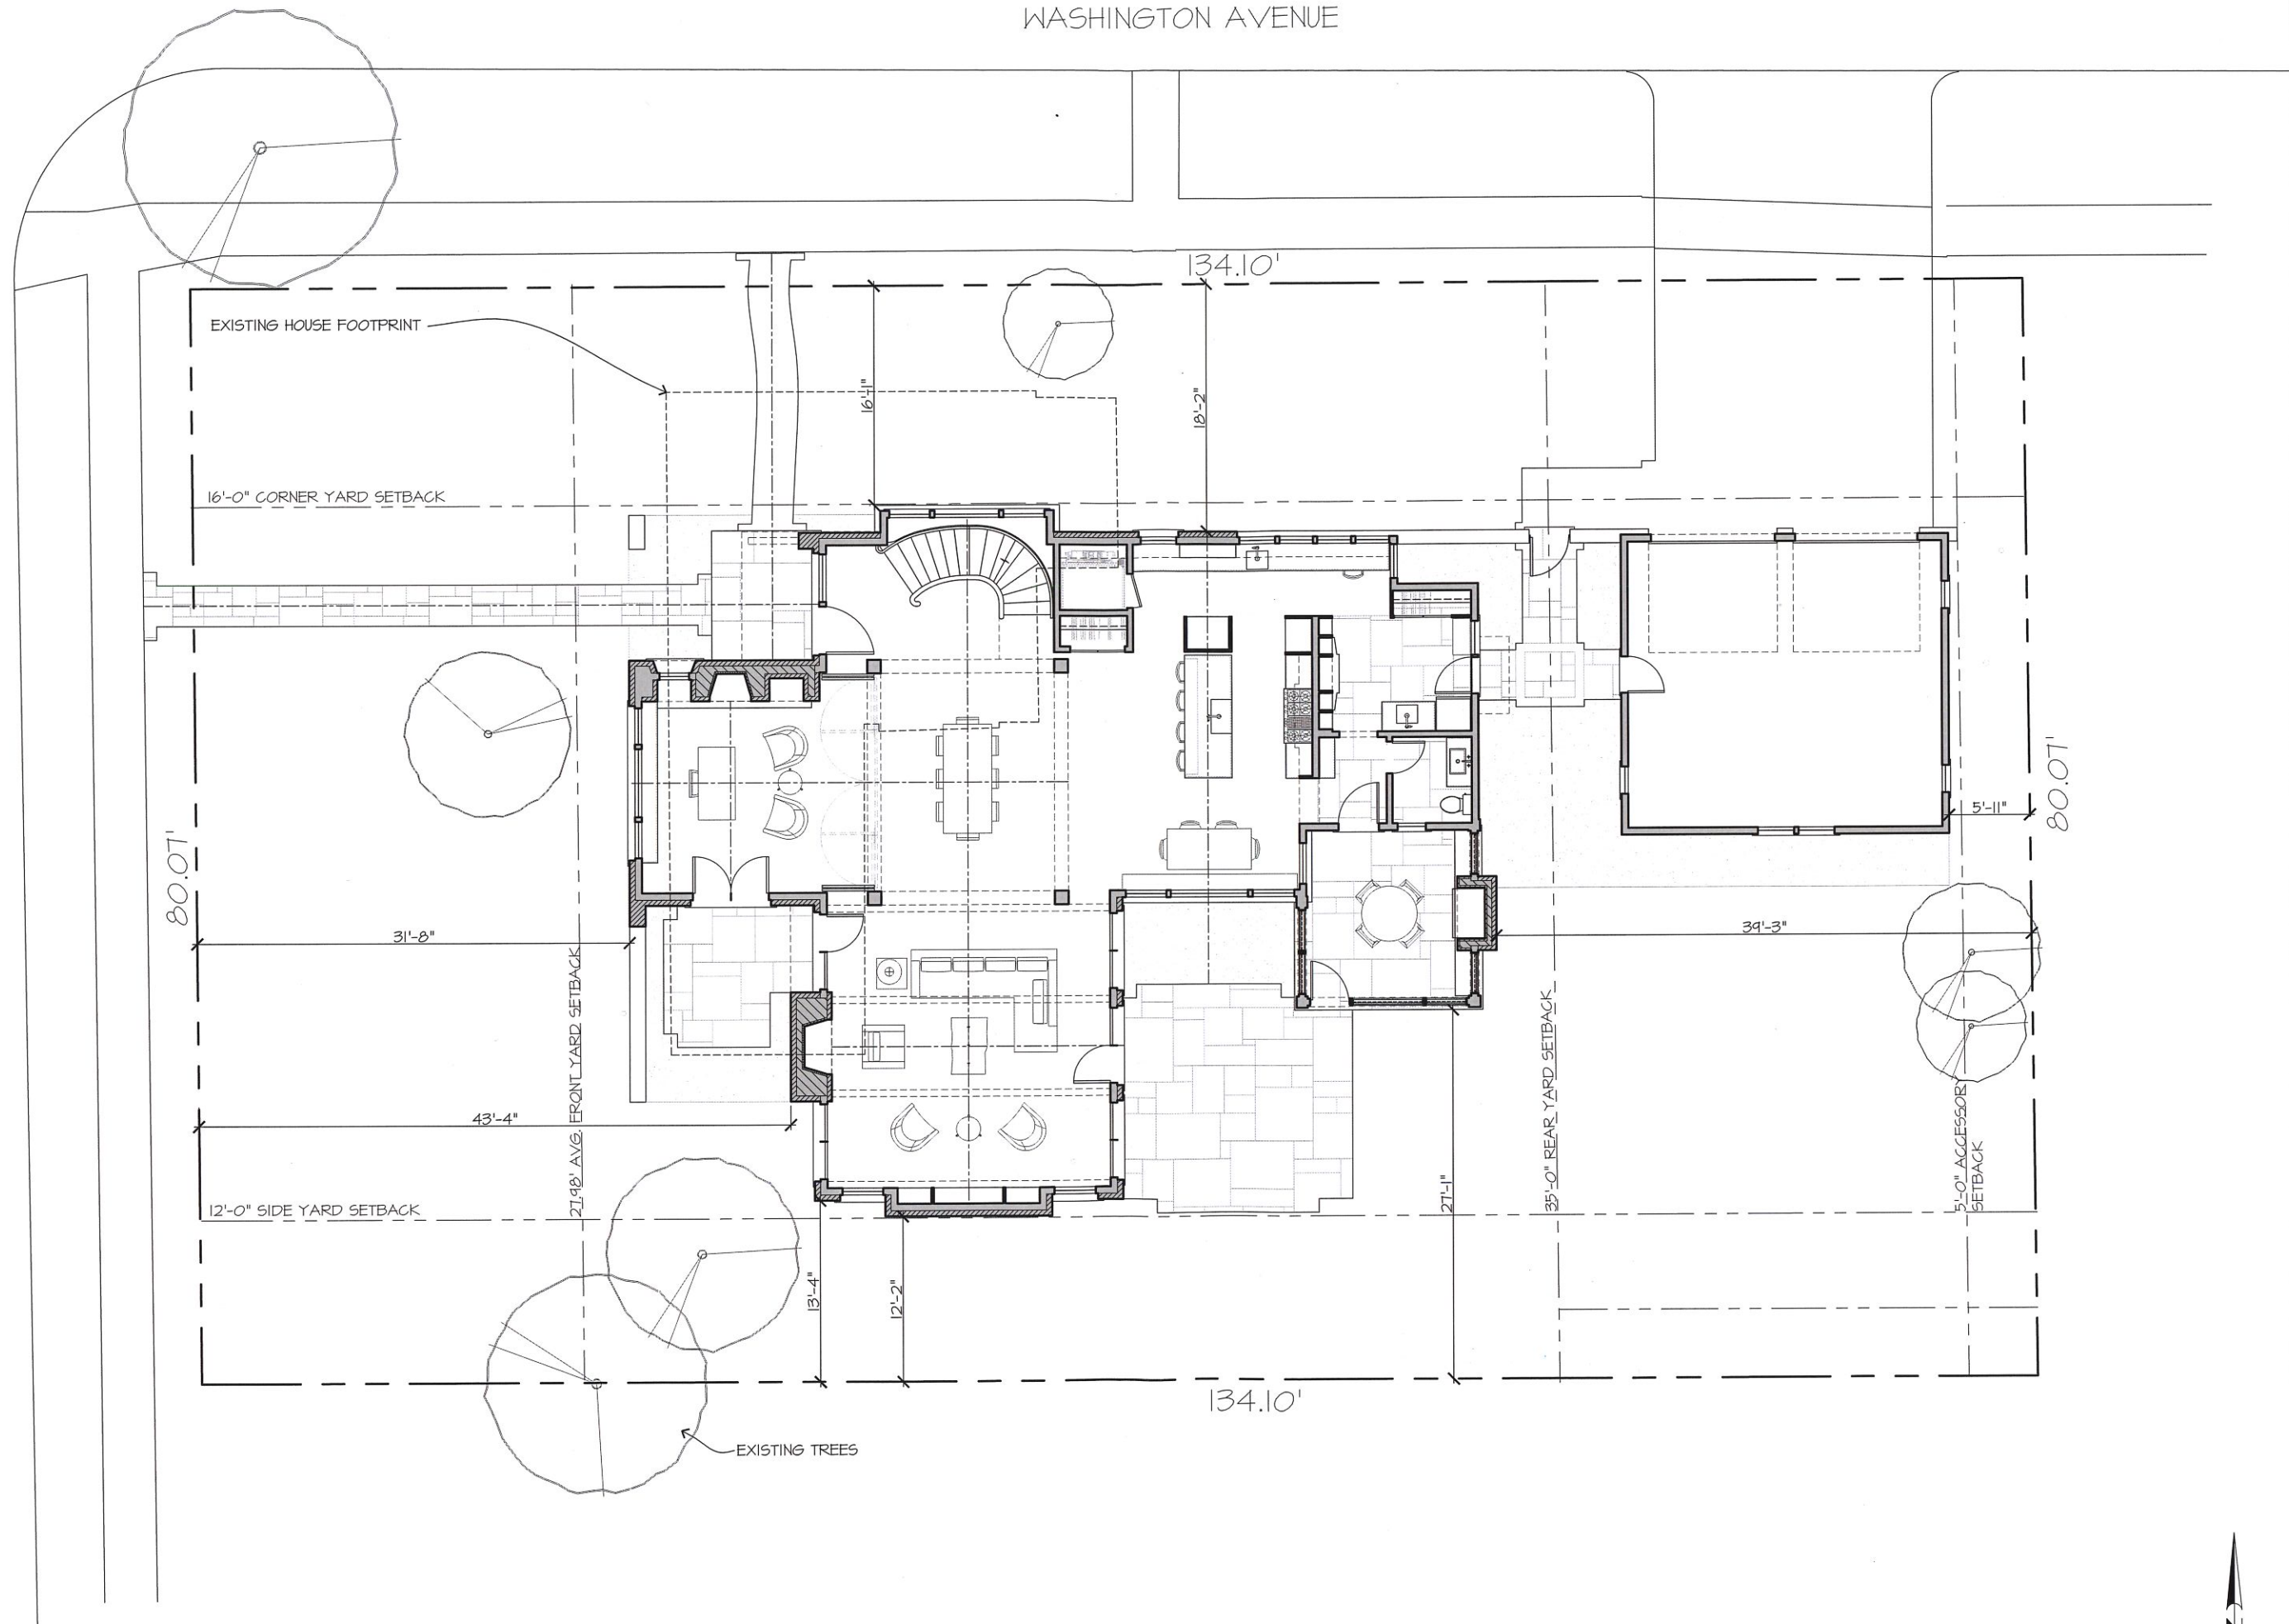 WASHINGTON AVENUE
134.10'
EXISTING HOUSE FOOTPRINT
16'-1"
18'-2"
16'-0" CORNER YARD SETBACK
5'-11"
80.07'
80.07'
31'-8"
39'-3"
27.98' AVG. FRONT YARD SETBACK
35'-0" REAR YARD SETBACK
5'-0" ACCESSORY
SETBACK
43'-4"
12'-0" SIDE YARD SETBACK
27'-1"
13'-4"
12'-2"
134.10'
EXISTING TREES